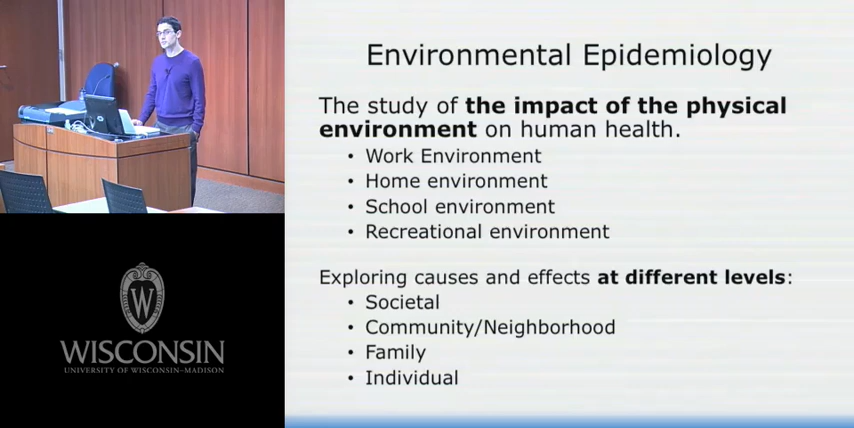 Environmental Epidemiology
The study of the impact of the physical
environment on human health.
• Work Environment
• Home environment
• School environment
• Recreational environment
Exploring causes and effects at different levels:
• Societal
• Community/Neighborhood
• Family
• Individual
W
WISCONSIN
UNIVERSITY OF WISCONSIN–MADISON